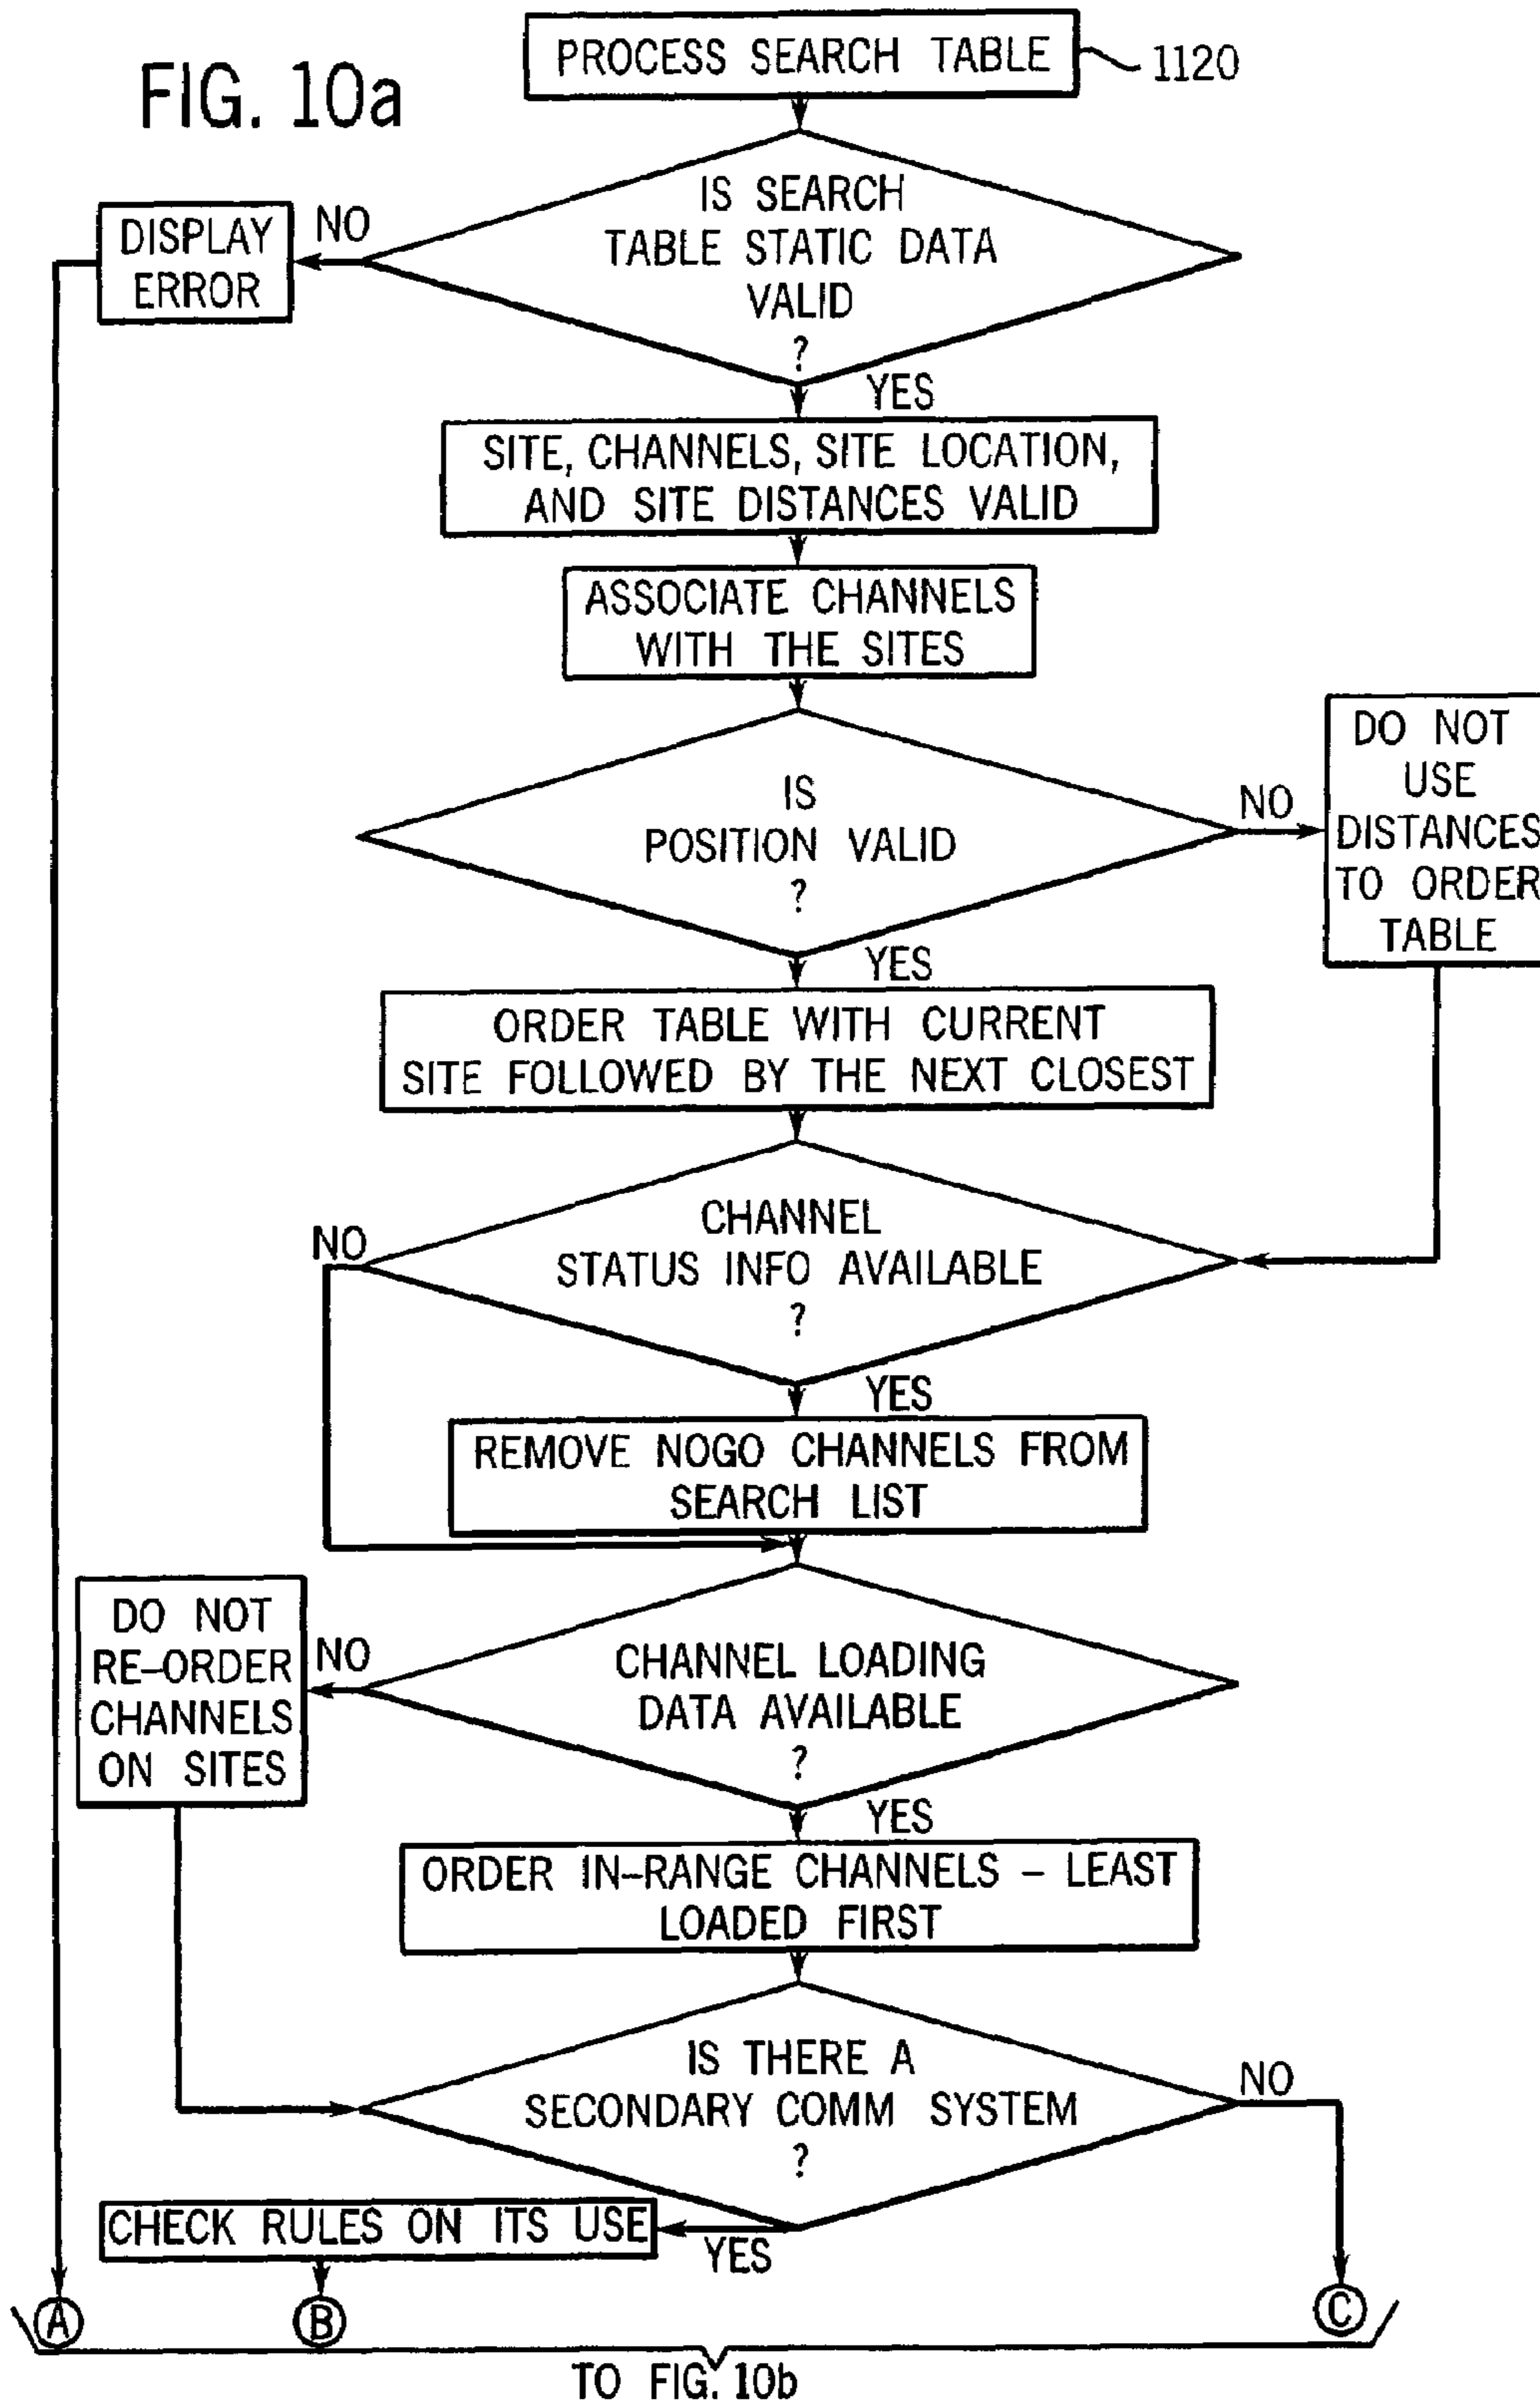 FIG. 10a
PROCESS SEARCH TABLE
1120
IS SEARCH
TABLE STATIC DATA
VALID
?
NO
DISPLAY
ERROR
YES
SITE, CHANNELS, SITE LOCATION,
AND SITE DISTANCES VALID
ASSOCIATE CHANNELS
WITH THE SITES
IS
POSITION VALID
?
NO
DO NOT
USE
DISTANCES
TO ORDER
TABLE
YES
ORDER TABLE WITH CURRENT
SITE FOLLOWED BY THE NEXT CLOSEST
CHANNEL
STATUS INFO AVAILABLE
?
NO
YES
REMOVE NOGO CHANNELS FROM
SEARCH LIST
CHANNEL LOADING
DATA AVAILABLE
?
NO
DO NOT
RE-ORDER
CHANNELS
ON SITES
YES
ORDER IN-RANGE CHANNELS - LEAST
LOADED FIRST
IS THERE A
SECONDARY COMM SYSTEM
?
NO
YES
CHECK RULES ON ITS USE
A
B
C
TO FIG. 10b